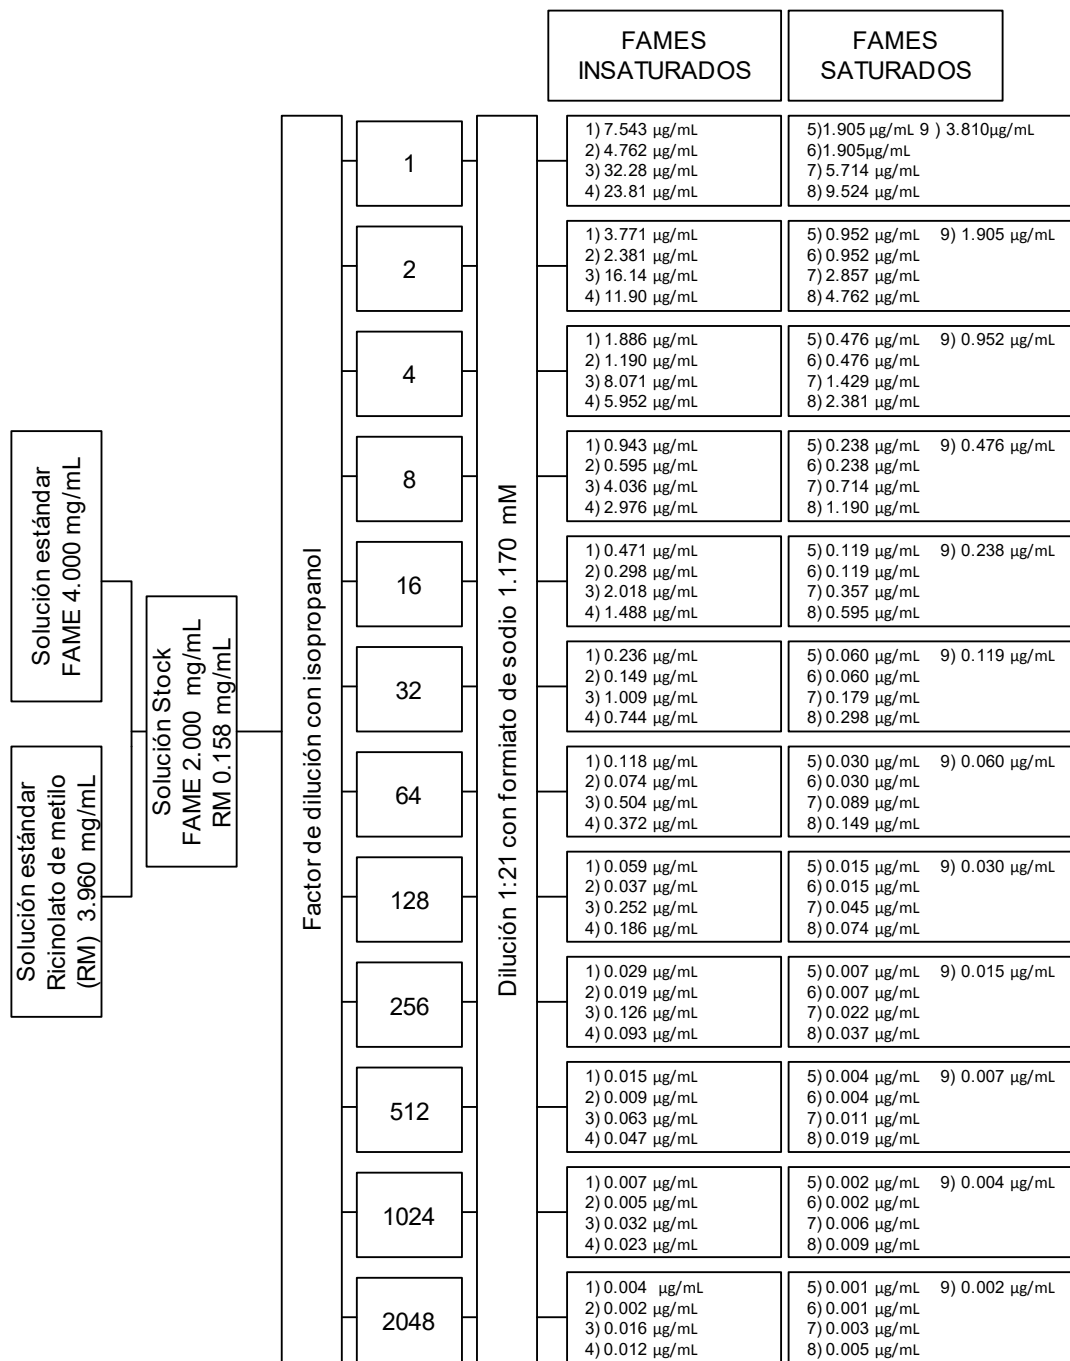 FAMES
INSATURADOS
FAMES
SATURADOS
Solución estándar
FAME 4.000 mg/mL
Solución estándar
Ricinolato de metilo
(RM) 3.960 mg/mL
Solución Stock
FAME 2.000 mg/mL
RM 0.158 mg/mL
Factor de dilución con isopropanol
Dilución 1:21 con formiato de sodio 1.170 mM
1
1) 7.543 µg/mL
2) 4.762 µg/mL
3) 32.28 µg/mL
4) 23.81 µg/mL
5)1.905 µg/mL 9 ) 3.810µg/mL
6)1.905µg/mL
7) 5.714 µg/mL
8) 9.524 µg/mL
2
1) 3.771 µg/mL
2) 2.381 µg/mL
3) 16.14 µg/mL
4) 11.90 µg/mL
5) 0.952 µg/mL 9) 1.905 µg/mL
6) 0.952 µg/mL
7) 2.857 µg/mL
8) 4.762 µg/mL
4
1) 1.886 µg/mL
2) 1.190 µg/mL
3) 8.071 µg/mL
4) 5.952 µg/mL
5) 0.476 µg/mL 9) 0.952 µg/mL
6) 0.476 µg/mL
7) 1.429 µg/mL
8) 2.381 µg/mL
8
1) 0.943 µg/mL
2) 0.595 µg/mL
3) 4.036 µg/mL
4) 2.976 µg/mL
5) 0.238 µg/mL 9) 0.476 µg/mL
6) 0.238 µg/mL
7) 0.714 µg/mL
8) 1.190 µg/mL
16
1) 0.471 µg/mL
2) 0.298 µg/mL
3) 2.018 µg/mL
4) 1.488 µg/mL
5) 0.119 µg/mL 9) 0.238 µg/mL
6) 0.119 µg/mL
7) 0.357 µg/mL
8) 0.595 µg/mL
32
1) 0.236 µg/mL
2) 0.149 µg/mL
3) 1.009 µg/mL
4) 0.744 µg/mL
5) 0.060 µg/mL 9) 0.119 µg/mL
6) 0.060 µg/mL
7) 0.179 µg/mL
8) 0.298 µg/mL
64
1) 0.118 µg/mL
2) 0.074 µg/mL
3) 0.504 µg/mL
4) 0.372 µg/mL
5) 0.030 µg/mL 9) 0.060 µg/mL
6) 0.030 µg/mL
7) 0.089 µg/mL
8) 0.149 µg/mL
128
1) 0.059 µg/mL
2) 0.037 µg/mL
3) 0.252 µg/mL
4) 0.186 µg/mL
5) 0.015 µg/mL 9) 0.030 µg/mL
6) 0.015 µg/mL
7) 0.045 µg/mL
8) 0.074 µg/mL
256
1) 0.029 µg/mL
2) 0.019 µg/mL
3) 0.126 µg/mL
4) 0.093 µg/mL
5) 0.007 µg/mL 9) 0.015 µg/mL
6) 0.007 µg/mL
7) 0.022 µg/mL
8) 0.037 µg/mL
512
1) 0.015 µg/mL
2) 0.009 µg/mL
3) 0.063 µg/mL
4) 0.047 µg/mL
5) 0.004 µg/mL 9) 0.007 µg/mL
6) 0.004 µg/mL
7) 0.011 µg/mL
8) 0.019 µg/mL
1024
1) 0.007 µg/mL
2) 0.005 µg/mL
3) 0.032 µg/mL
4) 0.023 µg/mL
5) 0.002 µg/mL 9) 0.004 µg/mL
6) 0.002 µg/mL
7) 0.006 µg/mL
8) 0.009 µg/mL
2048
1) 0.004 µg/mL
2) 0.002 µg/mL
3) 0.016 µg/mL
4) 0.012 µg/mL
5) 0.001 µg/mL 9) 0.002 µg/mL
6) 0.001 µg/mL
7) 0.003 µg/mL
8) 0.005 µg/mL